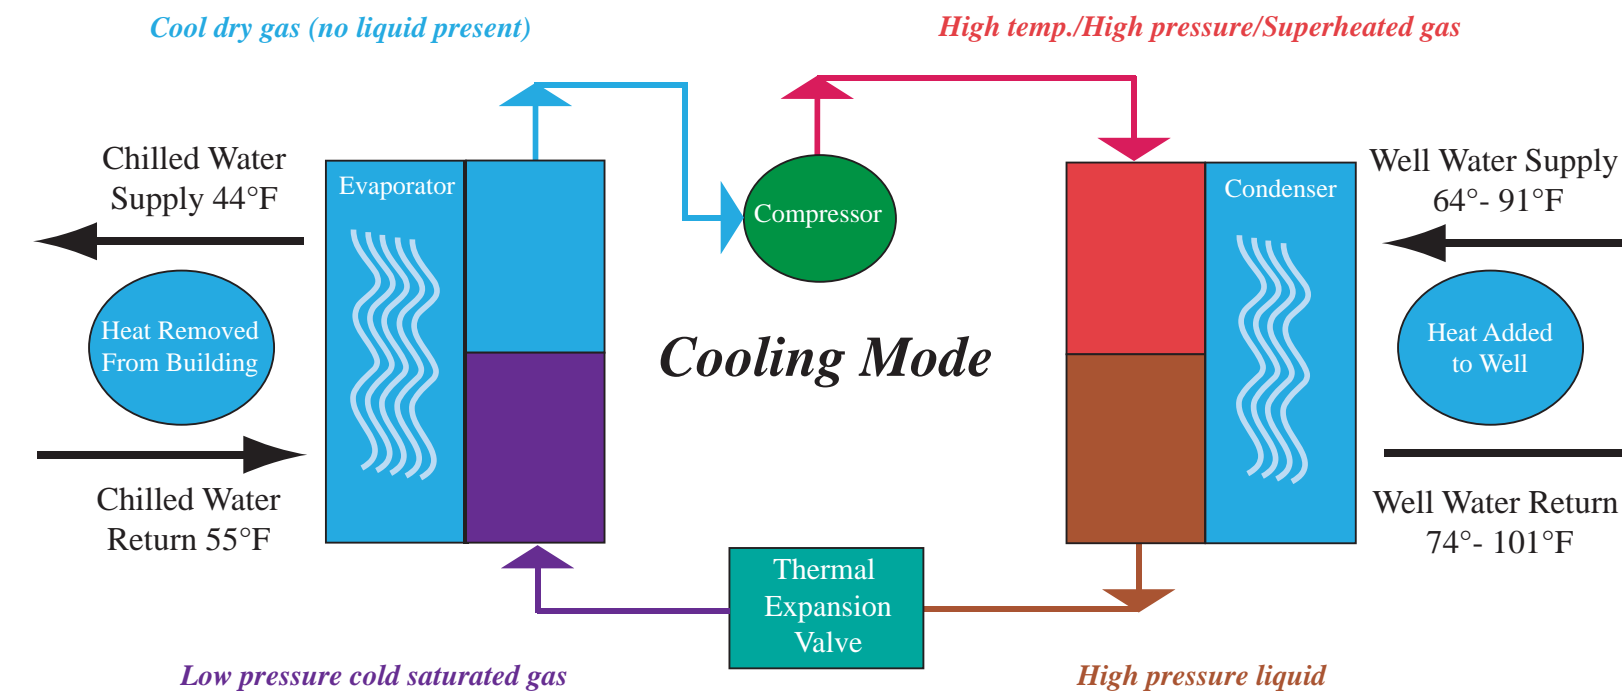 Cool dry gas (no liquid present)
High temp./High pressure/Superheated gas
Chilled Water
Supply 44°F
Evaporator
Compressor
Condenser
Well Water Supply
64°- 91°F
Heat Removed
From Building
Cooling Mode
Heat Added
to Well
Chilled Water
Return 55°F
Thermal
Expansion
Valve
Well Water Return
74°- 101°F
Low pressure cold saturated gas
High pressure liquid